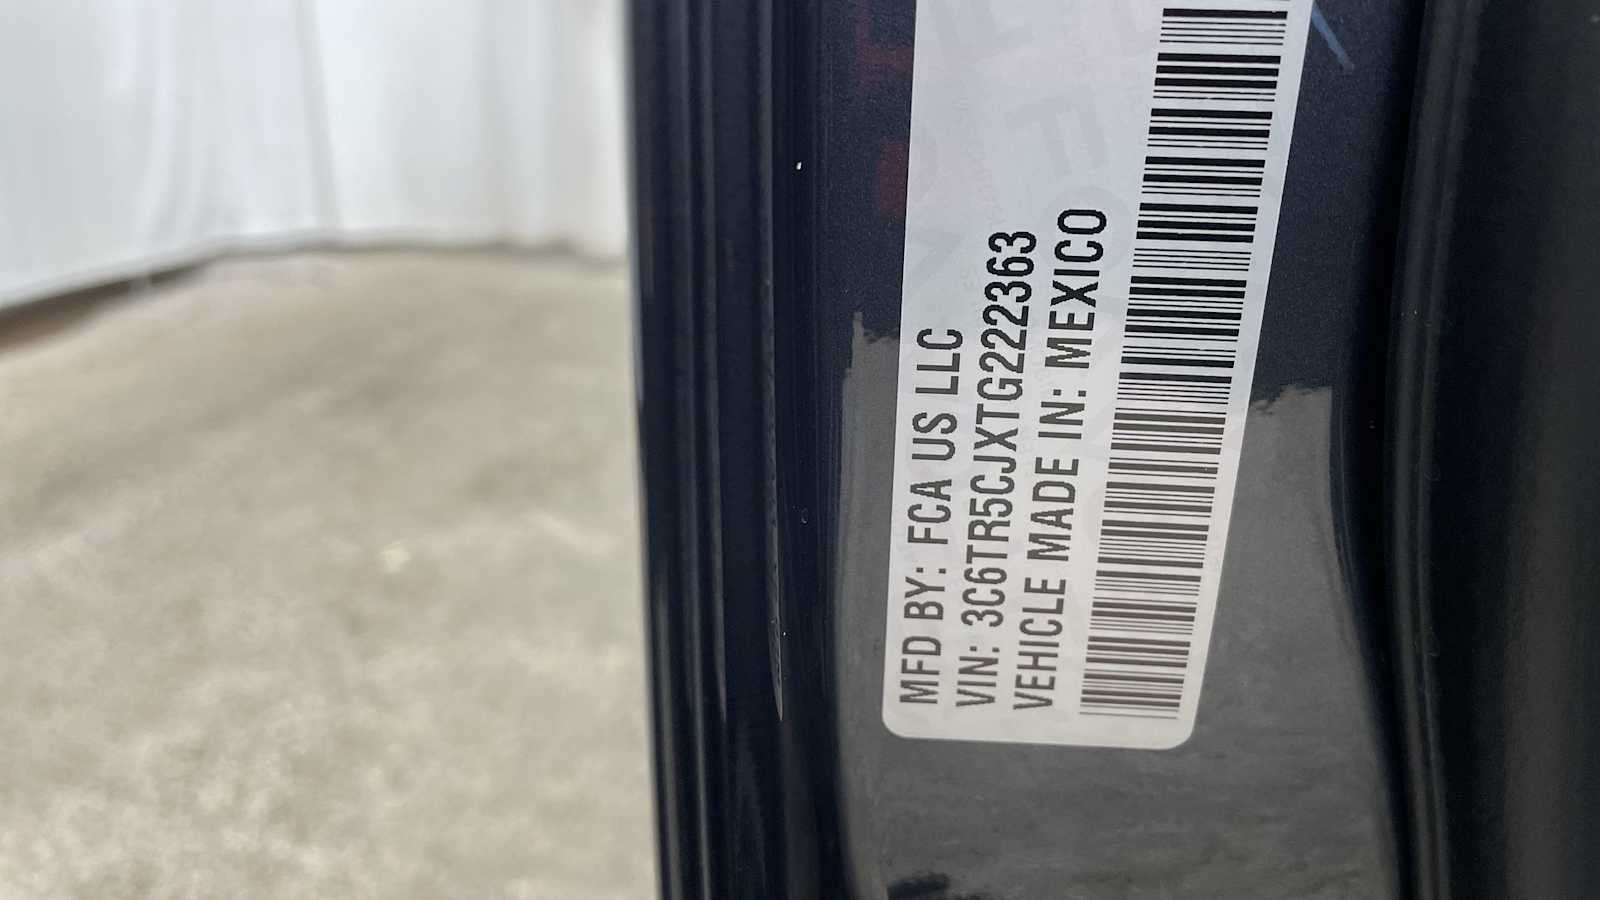 MFD BY: FCA US LLC
VIN: 3C6TR5CJXTG222363
VEHICLE MADE IN: MEXICO